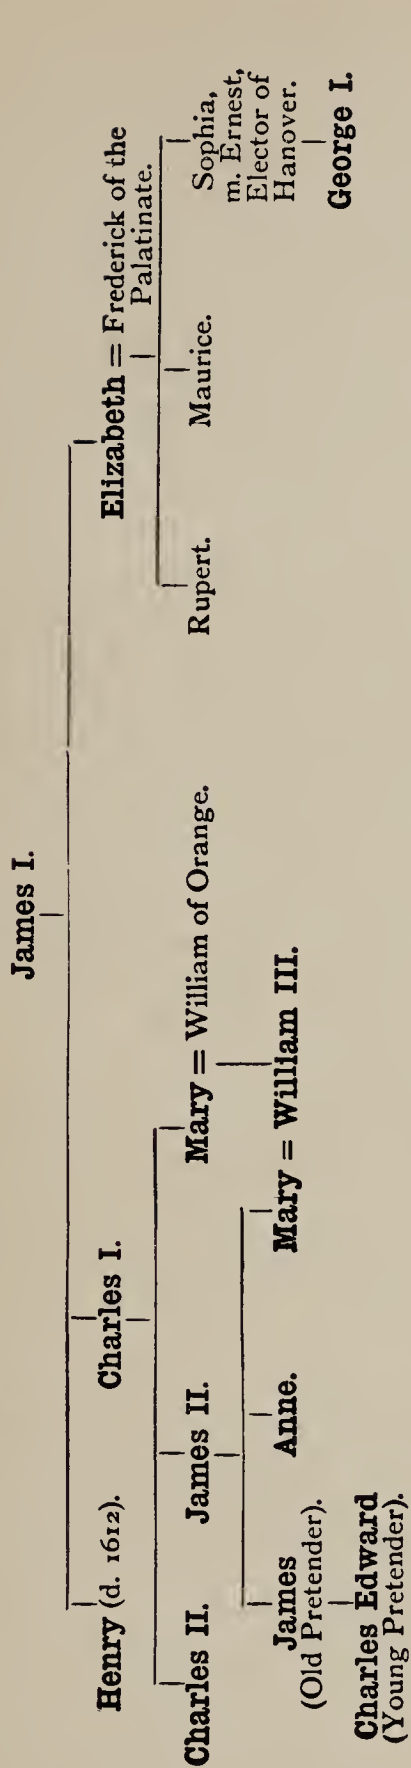 James I.
Henry (d. 1612).
Charles I.
Elizabeth = Frederick of the
Palatinate.
Charles II.
James II.
Mary = William of Orange.
Rupert.
Maurice.
Sophia,
m. Ernest,
Elector of
Hanover.
James
(Old Pretender).
Anne.
Mary = William III.
George I.
Charles Edward
(Young Pretender).